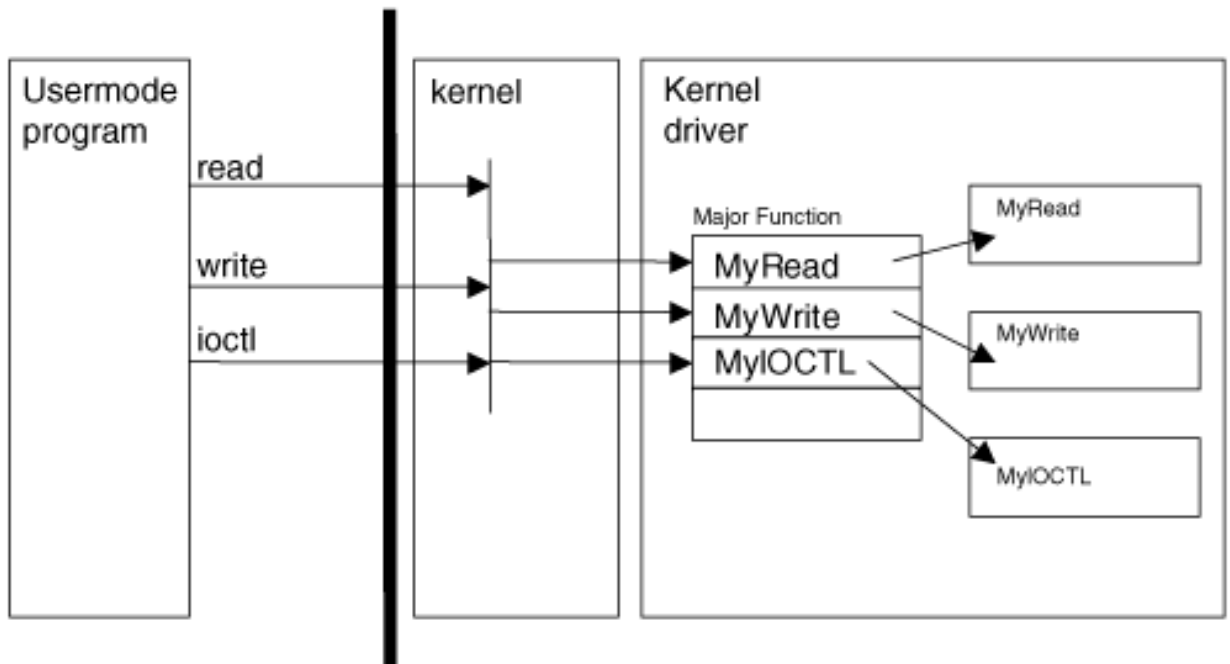 Usermode
program
read
write
ioctl
kernel
Kernel
driver
Major Function
MyRead
MyWrite
MyIOCTL
MyRead
MyWrite
MyIOCTL